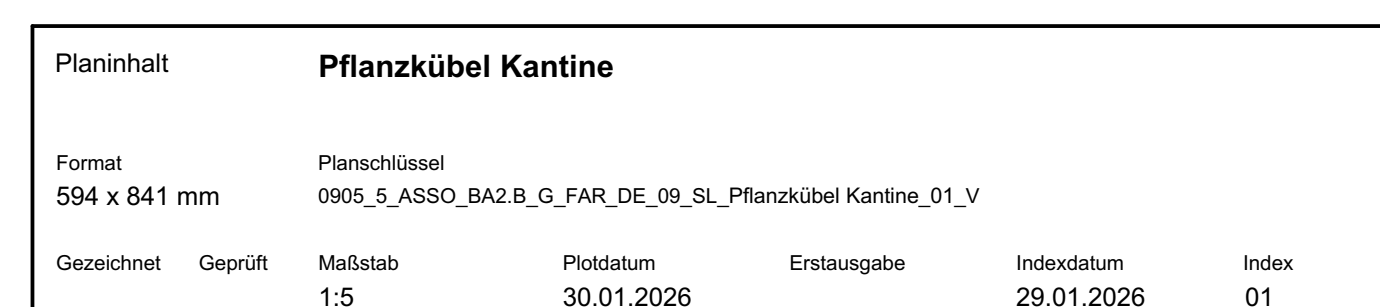 Planinhalt Pflanzkübel Kantine
Format Planschlüssel
594 x 841 mm 0905_5_ASSO_BA2.B_G_FAR_DE_09_SL_Pflanzkübel Kantine_01_V
Gezeichnet Geprüft Maßstab Plotdatum Erstausgabe Indexdatum Index
1:5 30.01.2026 29.01.2026 01